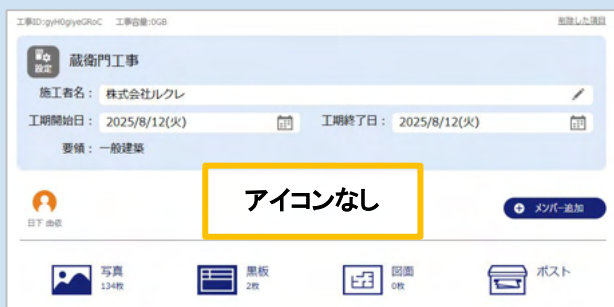 工事ID:gyH0giyeGRoC 工事容量:0GB 削除した項目
設定 蔵衛門工事
施工者名： 株式会社ルクレ
工期開始日： 2025/8/12(火) 工期終了日： 2025/8/12(火)
要領： 一般建築
アイコンなし
日下 由依
メンバー追加
写真 黒板 図面 ポスト
134枚 2枚 0枚